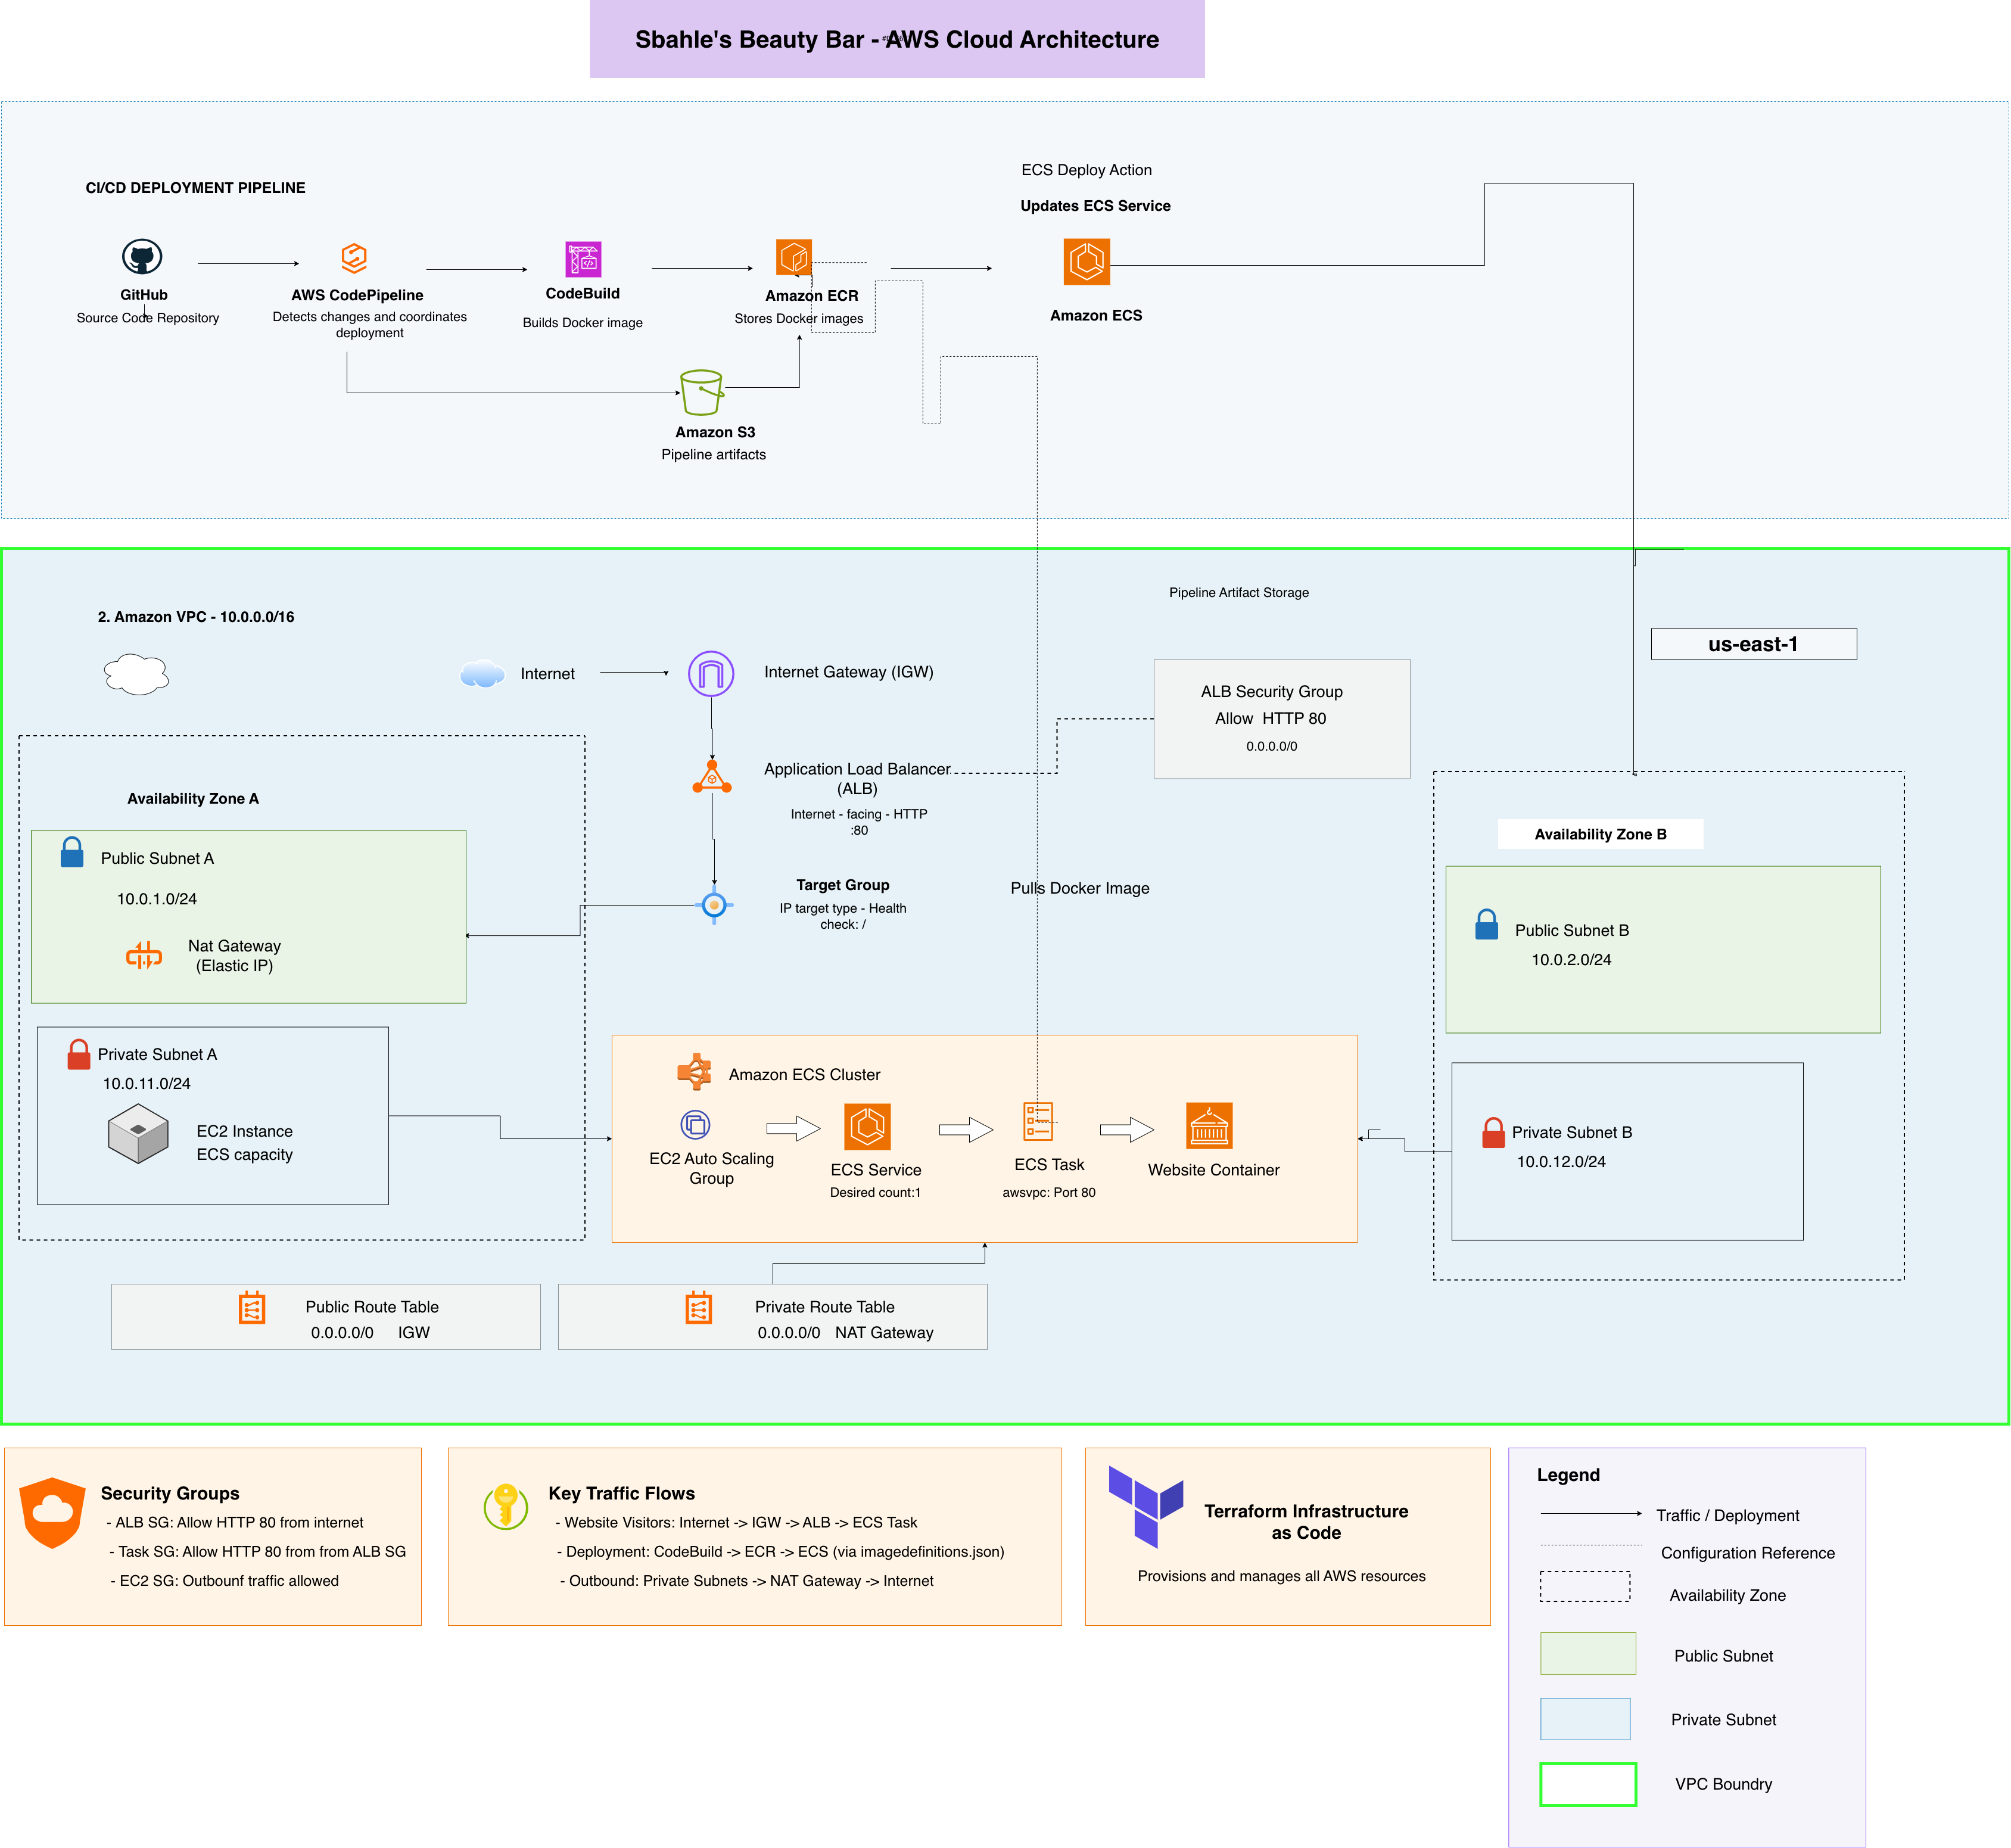 Sbahle's Beauty Bar - AWS Cloud Architecture
CI/CD DEPLOYMENT PIPELINE
ECS Deploy Action
Updates ECS Service
GitHub
Source Code Repository
AWS CodePipeline
Detects changes and coordinates
deployment
CodeBuild
Builds Docker image
Amazon ECR
Stores Docker images
Amazon ECS
Amazon S3
Pipeline artifacts
Pipeline Artifact Storage
2. Amazon VPC - 10.0.0.0/16
us-east-1
Internet
Internet Gateway (IGW)
ALB Security Group
Allow HTTP 80
0.0.0.0/0
Application Load Balancer
(ALB)
Internet - facing - HTTP
:80
Availability Zone A
Public Subnet A
10.0.1.0/24
Nat Gateway
(Elastic IP)
Target Group
IP target type - Health
check: /
Pulls Docker Image
Availability Zone B
Public Subnet B
10.0.2.0/24
Private Subnet A
10.0.11.0/24
EC2 Instance
ECS capacity
Amazon ECS Cluster
EC2 Auto Scaling
Group
ECS Service
Desired count:1
ECS Task
awsvpc: Port 80
Website Container
Private Subnet B
10.0.12.0/24
Public Route Table
0.0.0.0/0 IGW
Private Route Table
0.0.0.0/0 NAT Gateway
Security Groups
- ALB SG: Allow HTTP 80 from internet
- Task SG: Allow HTTP 80 from from ALB SG
- EC2 SG: Outbounf traffic allowed
Key Traffic Flows
- Website Visitors: Internet -> IGW -> ALB -> ECS Task
- Deployment: CodeBuild -> ECR -> ECS (via imagedefinitions.json)
- Outbound: Private Subnets -> NAT Gateway -> Internet
Terraform Infrastructure
as Code
Provisions and manages all AWS resources
Legend
Traffic / Deployment
Configuration Reference
Availability Zone
Public Subnet
Private Subnet
VPC Boundry